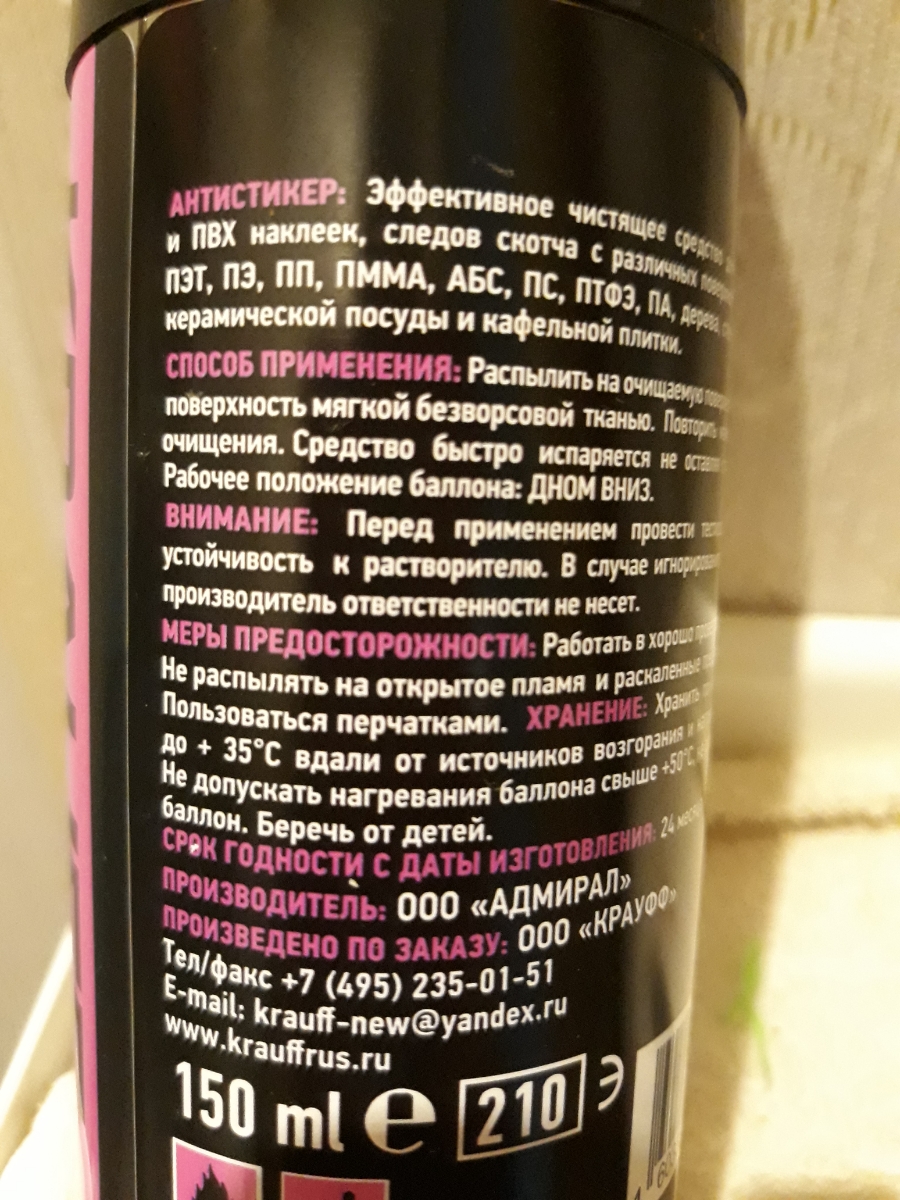 АНТИСТИКЕР: Эффективное чистящее средство
и ПВХ наклеек, следов скотча с различных
ПЭТ, ПЭ, ПП, ПММА, АБС, ПС, ПТФЭ, ПА, дерева,
керамической посуды и кафельной плитки.
СПОСОБ ПРИМЕНЕНИЯ: Распылить на очищаемую
поверхность мягкой безворсовой тканью. Повторить
очищения. Средство быстро испаряется не
Рабочее положение баллона: ДНОМ ВНИЗ.
ВНИМАНИЕ: Перед применением провести
устойчивость к растворителю. В случае
производитель ответственности не несет.
МЕРЫ ПРЕДОСТОРОЖНОСТИ: Работать в хорошо
Не распылять на открытое пламя и раскаленные
Пользоваться перчатками. ХРАНЕНИЕ: Хранить
до + 35°C вдали от источников возгорания и
Не допускать нагревания баллона свыше +50°C,
баллон. Беречь от детей.
СРОК ГОДНОСТИ С ДАТЫ ИЗГОТОВЛЕНИЯ: 24
ПРОИЗВОДИТЕЛЬ: ООО «АДМИРАЛ»
ПРОИЗВЕДЕНО ПО ЗАКАЗУ: ООО «КРАУФФ»
Тел/факс +7 (495) 235-01-51
E-mail: krauff-new@yandex.ru
www.krauffrus.ru
150 ml e 210 Э